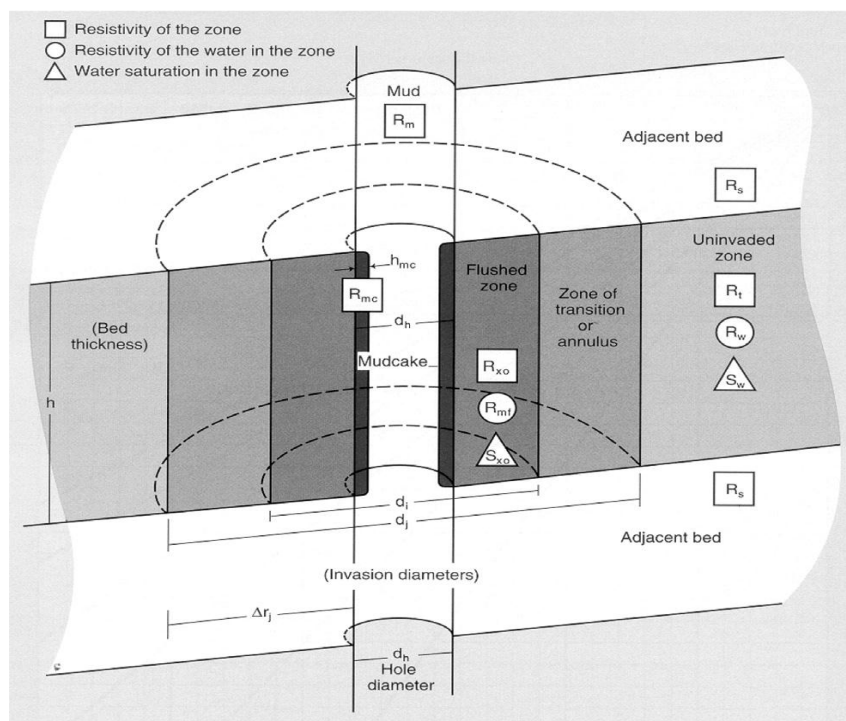 Resistivity of the zone
Resistivity of the water in the zone
Water saturation in the zone
Mud
Rm
Adjacent bed
Rs
Uninvaded
zone
Rt
Rw
Sw
hmc
Rmc
Flushed
zone
Zone of
transition
or
annulus
(Bed
thickness)
dh
Mudcake
Rxo
Rmf
Sxo
h
di
dj
Rs
Adjacent bed
(Invasion diameters)
Δrj
dh
Hole
diameter